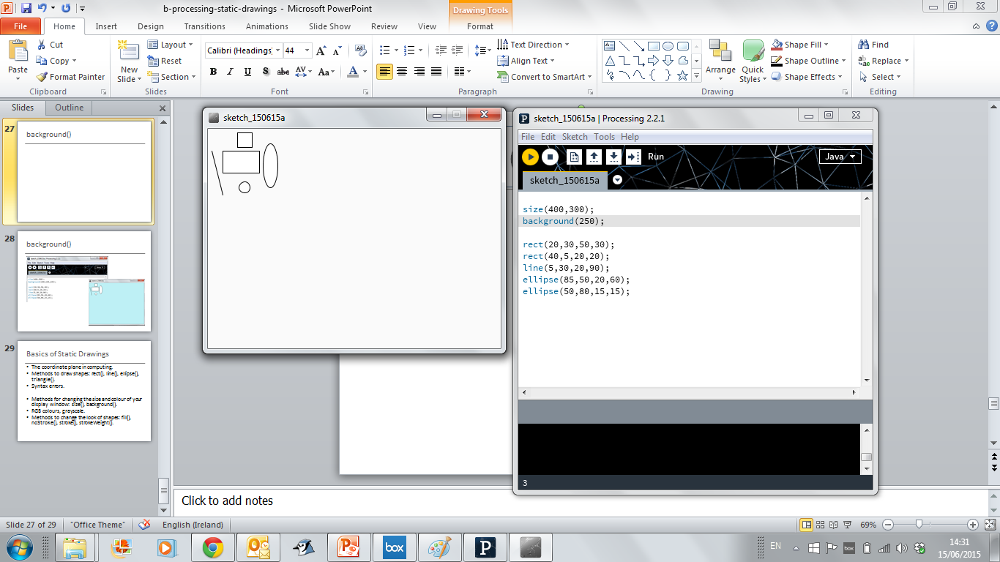 b-processing-static-drawings - Microsoft PowerPoint
Drawing Tools
File Home Insert Design Transitions Animations Slide Show Review View Format
Paste
Cut
Copy
Format Painter
Clipboard
New Slide
Layout
Reset
Section
Slides
Calibri (Headings) 44
B I U S abc AV Aa A
Font
Text Direction
Align Text
Convert to SmartArt
Paragraph
Arrange
Quick Styles
Shape Fill
Shape Outline
Shape Effects
Drawing
Find
Replace
Select
Editing
Slides Outline
27
background()
28
background()
29
Basics of Static Drawings
• The coordinate plane in computing.
• Methods to draw shapes: rect(), line(), ellipse(),
triangle().
• Syntax errors.
• Methods for changing the size and colour of your
display window: size(), background().
• RGB colours, grayscale.
• Methods to change the look of shapes: fill(),
noStroke(), stroke(), strokeWeight().
sketch_150615a
sketch_150615a | Processing 2.2.1
File Edit Sketch Tools Help
Run
Java
sketch_150615a
size(400,300);
background(250);
rect(20,30,50,30);
rect(40,5,20,20);
line(5,30,20,90);
ellipse(85,50,20,60);
ellipse(50,80,15,15);
3
Click to add notes
Slide 27 of 29 "Office Theme" English (Ireland) 69%
box
P
EN
box
14:31
15/06/2015